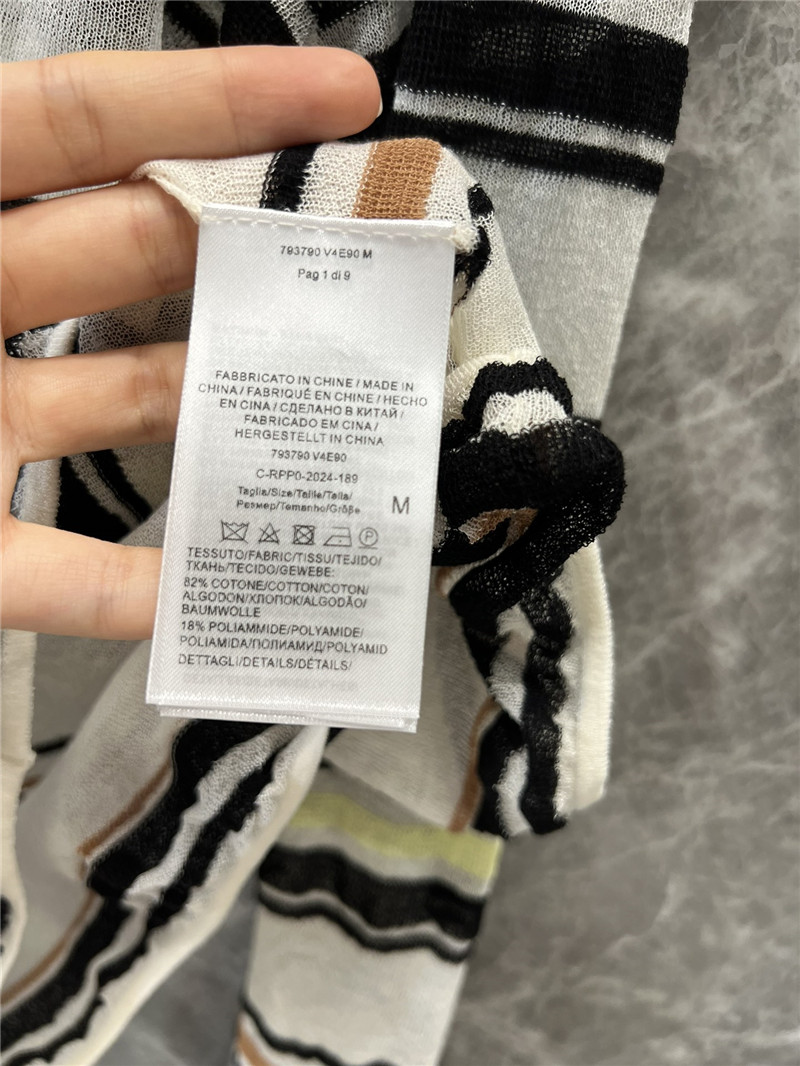 793790 V4E90 M
Pag 1 di 9
FABBRICATO IN CHINE / MADE IN
CHINA / FABRIQUÉ EN CHINE / HECHO
EN CINA / СДЕЛАНО В КИТАЙ /
FABRICADO EM CINA /
HERGESTELLT IN CHINA
793790 V4E90
C-RPP0-2024-189
Taglia/Size/Taille/Talla/
Размер/Tamanho/Größe
M
P
TESSUTO/FABRIC/TISSU/TEJIDO/
ТКАНЬ/TECIDO/GEWEBE:
82% COTONE/COTTON/COTON/
ALGODON/ХЛОПОК/ALGODÃO/
BAUMWOLLE
18% POLIAMMIDE/POLYAMIDE/
POLIAMIDA/ПОЛИАМИД/POLYAMID
DETTAGLI/DETAILS/DÉTAILS/